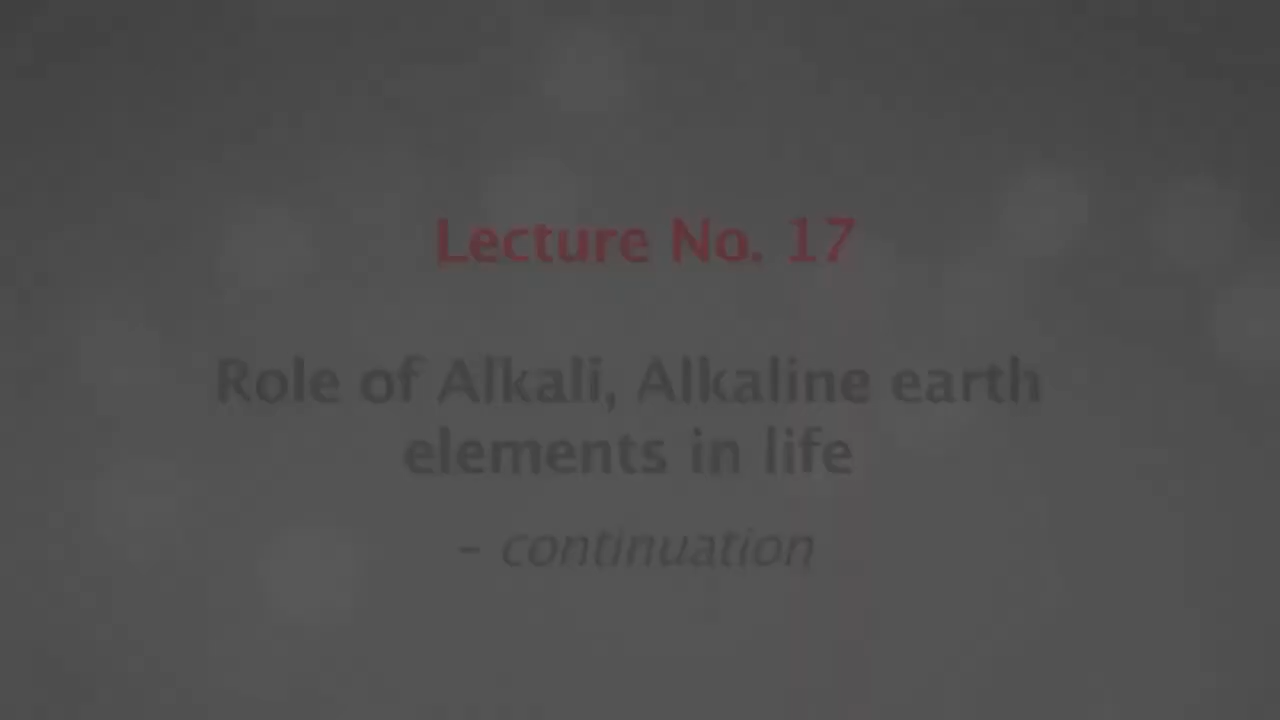 Lecture No. 17
Role of Alkali, Alkaline earth
elements in life
– continuation